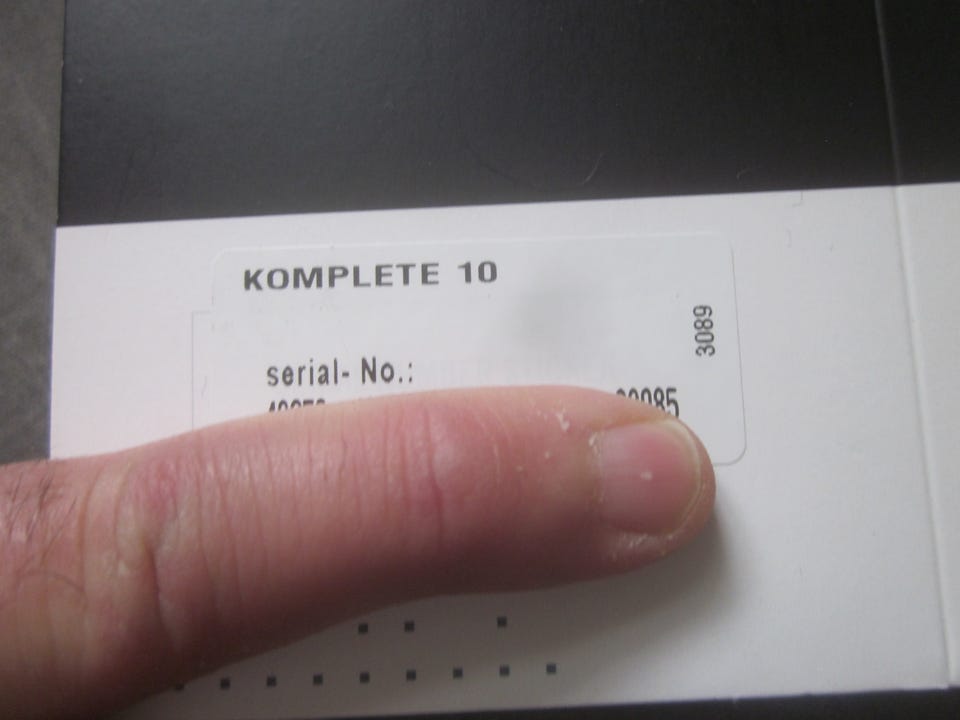 KOMPLETE 10
3089
serial- No.: